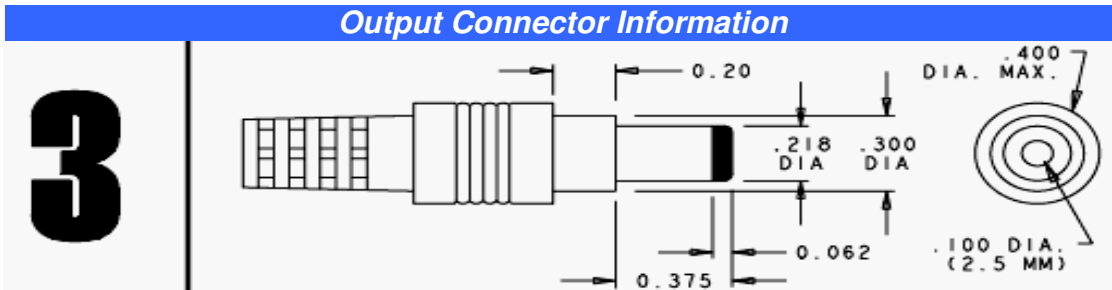 Output Connector Information
3
0.20
.400
DIA. MAX.
.218
DIA
.300
DIA
0.062
0.375
.100 DIA.
(2.5 MM)